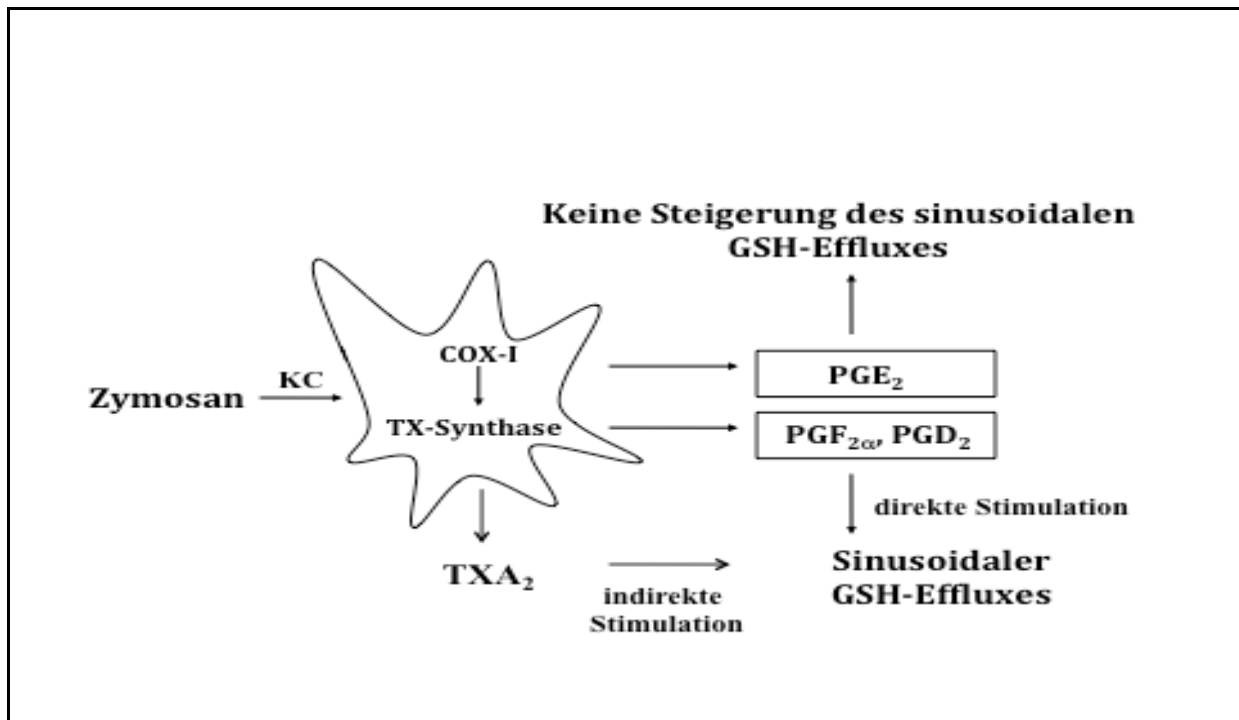 Keine Steigerung des sinusoidalen
GSH-Effluxes
COX-I
PGE₂
KC
Zymosan
TX-Synthase
PGF₂α, PGD₂
direkte Stimulation
Sinusoidaler
GSH-Effluxes
TXA₂
indirekte
Stimulation